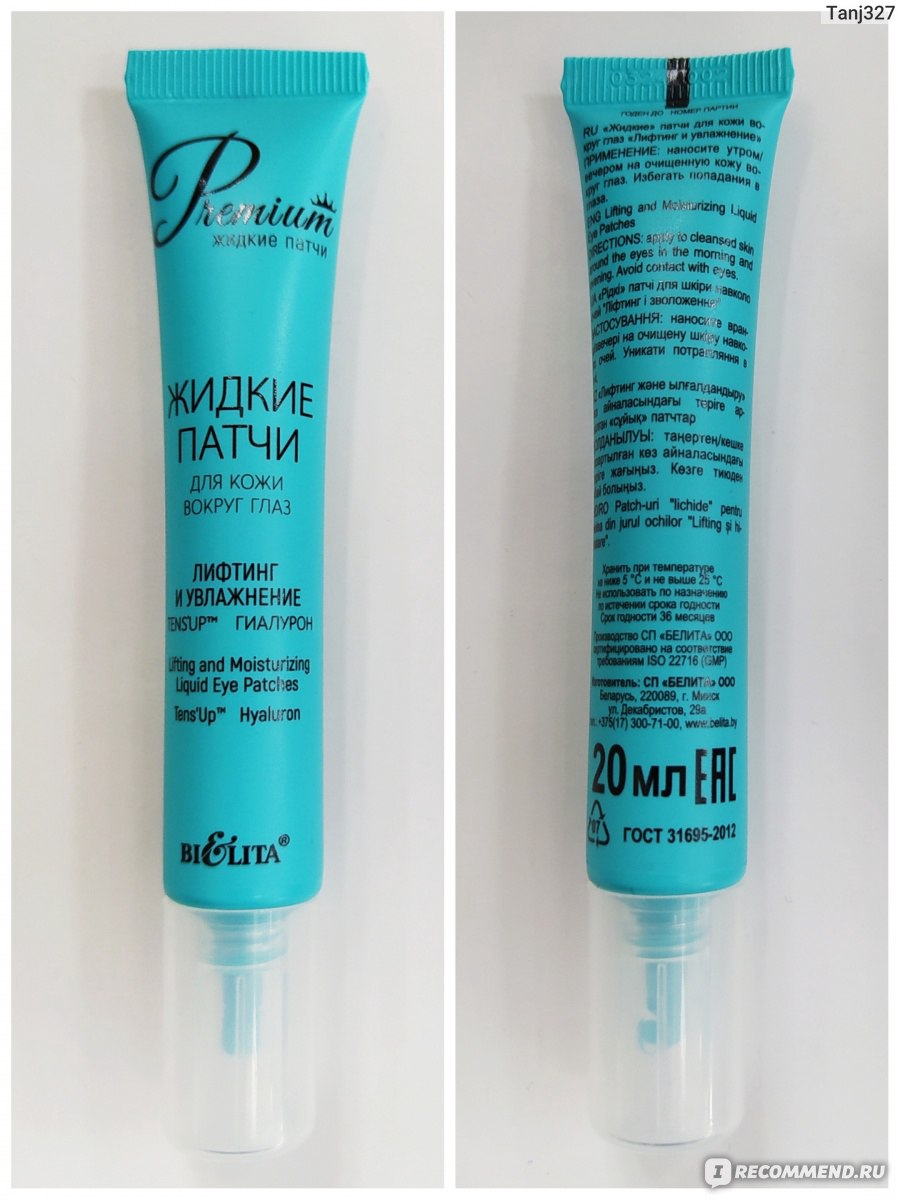 Tanj327
Premium
жидкие патчи
ЖИДКИЕ
ПАТЧИ
ДЛЯ КОЖИ
ВОКРУГ ГЛАЗ
ЛИФТИНГ
И УВЛАЖНЕНИЕ
TENS'UP™ ГИАЛУРОН
Lifting and Moisturizing
Liquid Eye Patches
Tens'Up™ Hyaluron
BIELITA®
ГОДЕН ДО НОМЕР ПАРТИИ
RU «Жидкие» патчи для кожи во-
круг глаз «Лифтинг и увлажнение»
ПРИМЕНЕНИЕ: наносите утром/
вечером на очищенную кожу во-
круг глаз. Избегать попадания в
глаза.
ENG Lifting and Moisturizing Liquid
Eye Patches
DIRECTIONS: apply to cleansed skin
around the eyes in the morning and
evening. Avoid contact with eyes.
«Рідкі» патчі для шкіри навколо
"Ліфтинг і зволоження"
наносите вран-
на очищену шкіру навко-
очей. Уникати потрапляння в
«Лифтинг және ылғалдандыру»
айналасындағы теріге ар-
«сұйық» патчтар
таңертең/кешке
көз айналасындағы
жағыңыз. Көзге тиюден
болыңыз.
Patch-uri "lichide" pentru
din jurul ochilor "Lifting și hi-
Хранить при температуре
не ниже 5 °С и не выше 25 °С
Не использовать по назначению
по истечении срока годности
Срок годности 36 месяцев
Производство СП «БЕЛИТА» ООО
сертифицировано на соответствие
требованиям ISO 22716 (GMP)
Изготовитель: СП «БЕЛИТА» ООО
Беларусь, 220089, г. Минск
ул. Декабристов, 29а
+375(17) 300-71-00, www.belita.by
20 мл EAC
07
ГОСТ 31695-2012
I RECOMMEND.RU